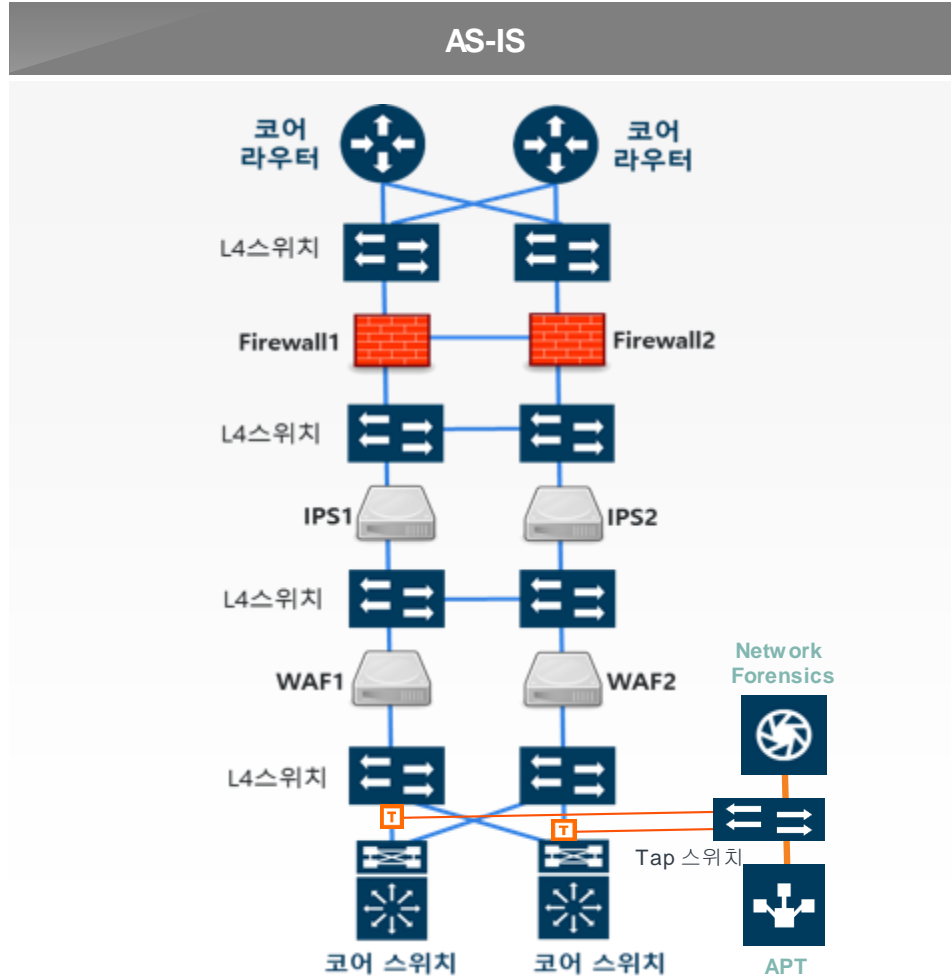 AS-IS
코어
라우터
코어
라우터
L4스위치
Firewall1
Firewall2
L4스위치
IPS1
IPS2
L4스위치
WAF1
WAF2
Network
Forensics
L4스위치
T
T
Tap 스위치
코어 스위치
코어 스위치
APT